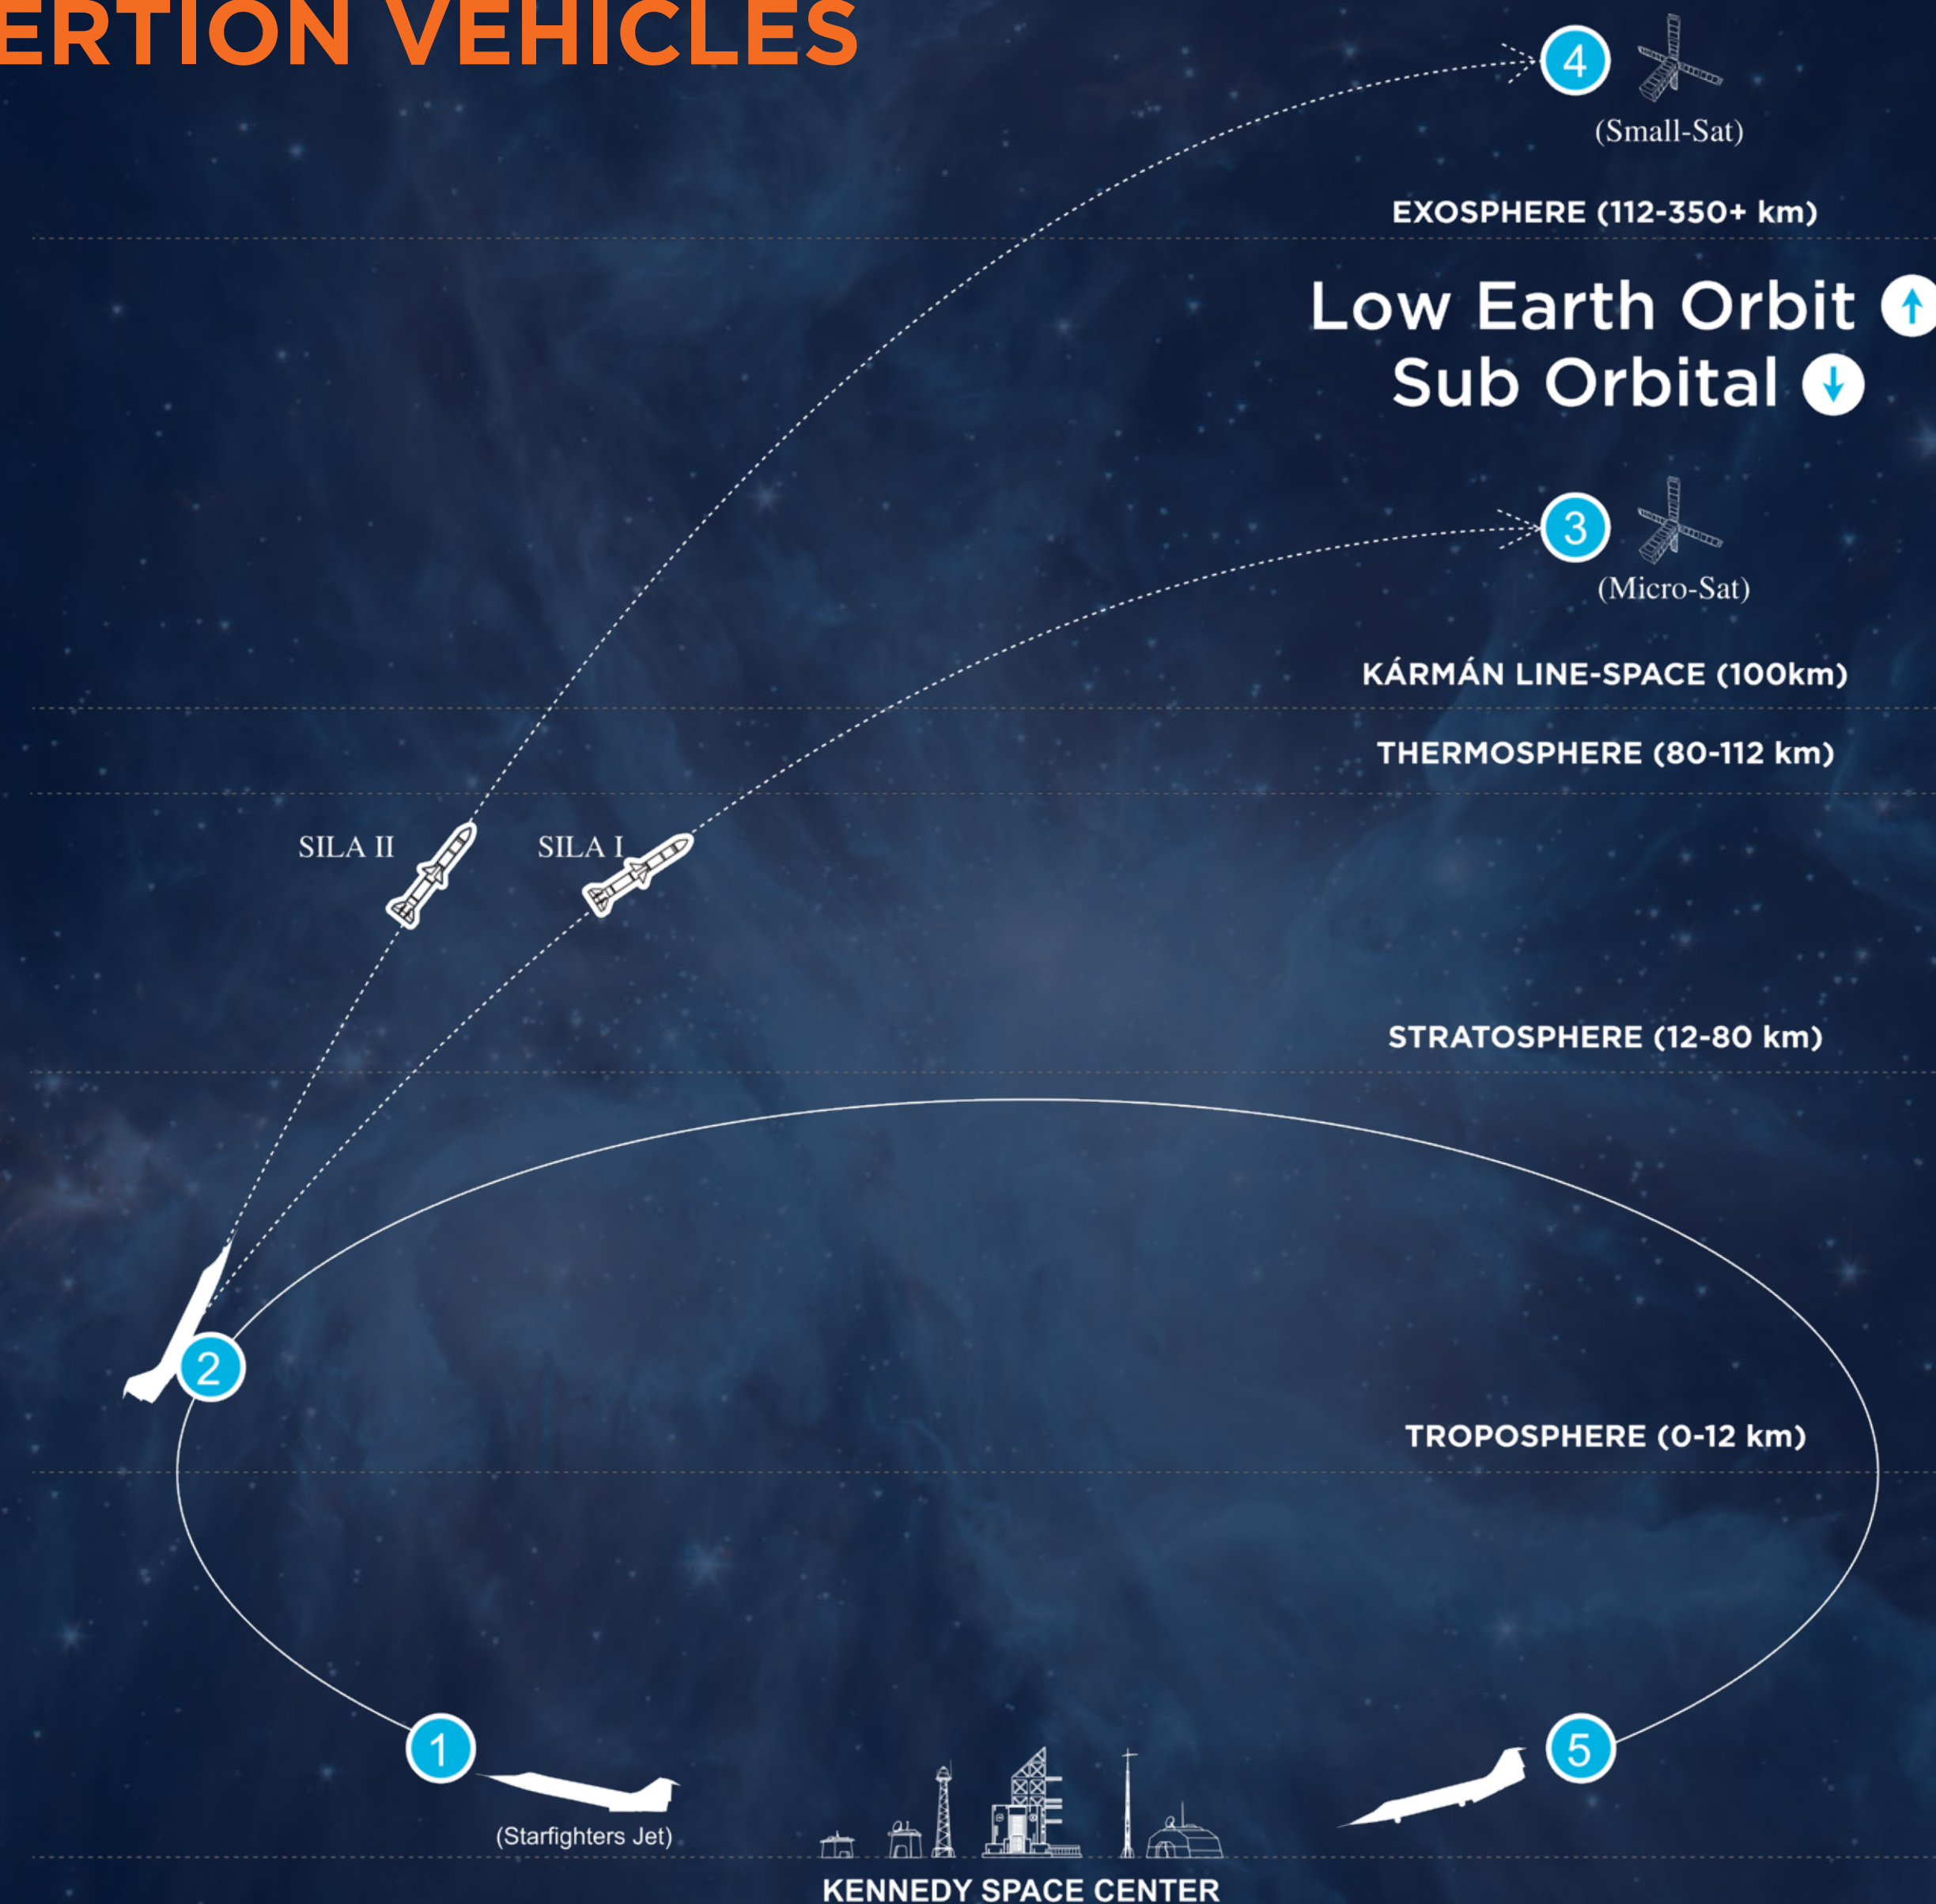 ERTION VEHICLES
4
(Small-Sat)
EXOSPHERE (112-350+ km)
Low Earth Orbit
Sub Orbital
3
(Micro-Sat)
KÁRMÁN LINE-SPACE (100km)
THERMOSPHERE (80-112 km)
SILA II
SILA I
STRATOSPHERE (12-80 km)
2
TROPOSPHERE (0-12 km)
1
5
(Starfighters Jet)
KENNEDY SPACE CENTER